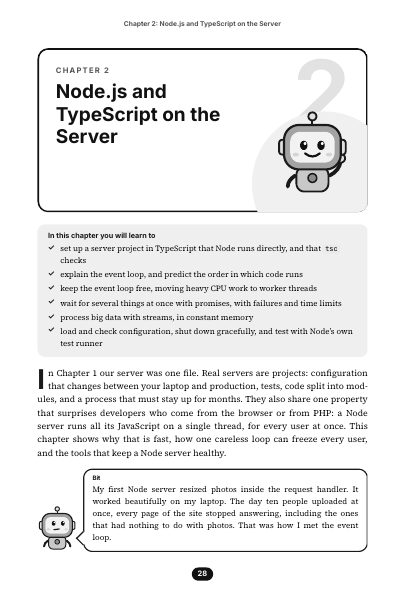 Chapter 2: Node.js and TypeScript on the Server
2
CHAPTER 2
Node.js and
TypeScript on the
Server
In this chapter you will learn to
✓ set up a server project in TypeScript that Node runs directly, and that tsc
checks
✓ explain the event loop, and predict the order in which code runs
✓ keep the event loop free, moving heavy CPU work to worker threads
✓ wait for several things at once with promises, with failures and time limits
✓ process big data with streams, in constant memory
✓ load and check configuration, shut down gracefully, and test with Node’s own
test runner
In Chapter 1 our server was one file. Real servers are projects: configuration
that changes between your laptop and production, tests, code split into mod-
ules, and a process that must stay up for months. They also share one property
that surprises developers who come from the browser or from PHP: a Node
server runs all its JavaScript on a single thread, for every user at once. This
chapter shows why that is fast, how one careless loop can freeze every user,
and the tools that keep a Node server healthy.
Bit
My first Node server resized photos inside the request handler. It
worked beautifully on my laptop. The day ten people uploaded at
once, every page of the site stopped answering, including the ones
that had nothing to do with photos. That was how I met the event
loop.
28